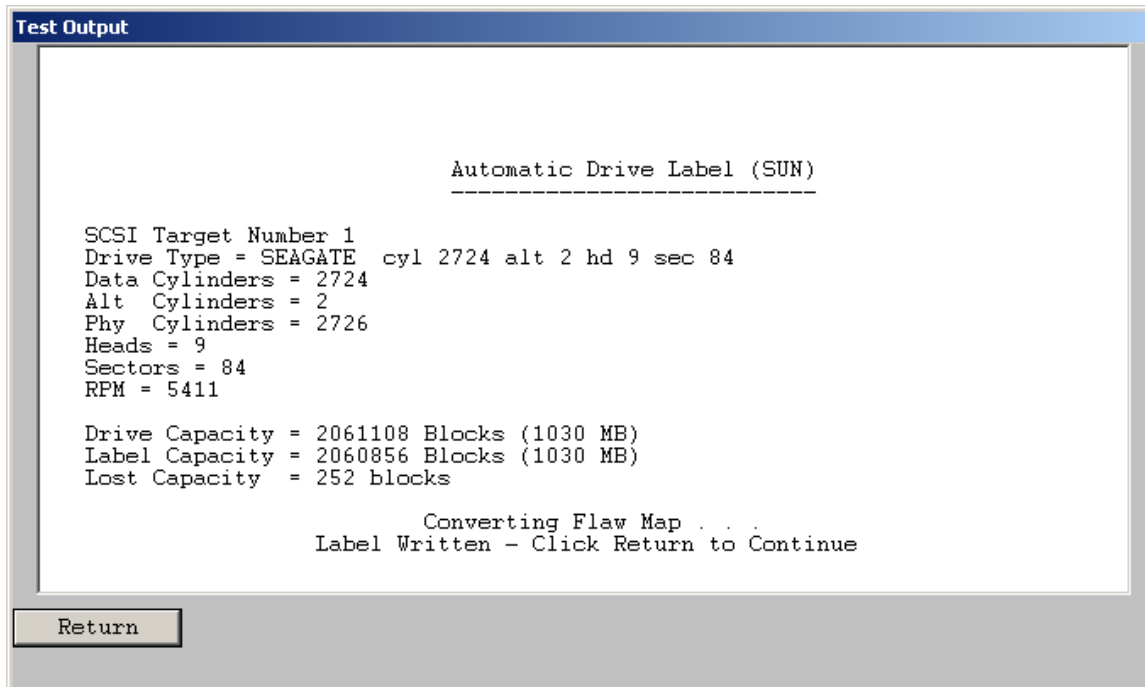 Test Output
Automatic Drive Label (SUN)
---------------------------
SCSI Target Number 1
Drive Type = SEAGATE  cyl 2724 alt 2 hd 9 sec 84
Data Cylinders = 2724
Alt  Cylinders = 2
Phy  Cylinders = 2726
Heads = 9
Sectors = 84
RPM = 5411
Drive Capacity = 2061108 Blocks (1030 MB)
Label Capacity = 2060856 Blocks (1030 MB)
Lost Capacity  = 252 blocks
Converting Flaw Map . . .
Label Written - Click Return to Continue
Return